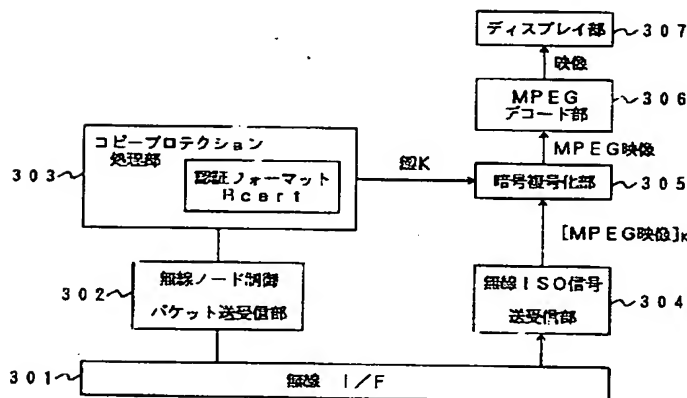 ディスプレイ部
307
映像
MPEG
デコード部
306
MPEG映像
コピープロテクション
処理部
認証フォーマット
Rcert
303
鍵K
暗号復号化部
305
[MPEG映像]K
無線ノード制御
パケット送受信部
302
無線ISO信号
送受信部
304
301
無線 I/F